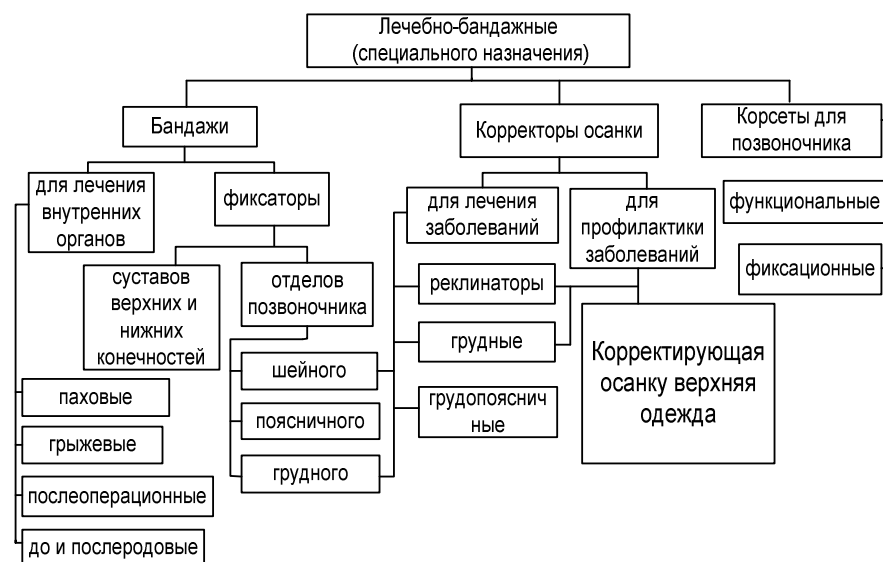 Лечебно-бандажные
(специального назначения)
Бандажи
Корректоры осанки
Корсеты для
позвоночника
для лечения
внутренних
органов
фиксаторы
для лечения
заболеваний
для
профилактики
заболеваний
функциональные
суставов
верхних и
нижних
конечностей
отделов
позвоночника
реклинаторы
фиксационные
шейного
грудные
Корректирующая
осанку верхняя
одежда
паховые
поясничного
грудопояснич
ные
грыжевые
грудного
послеоперационные
до и послеродовые